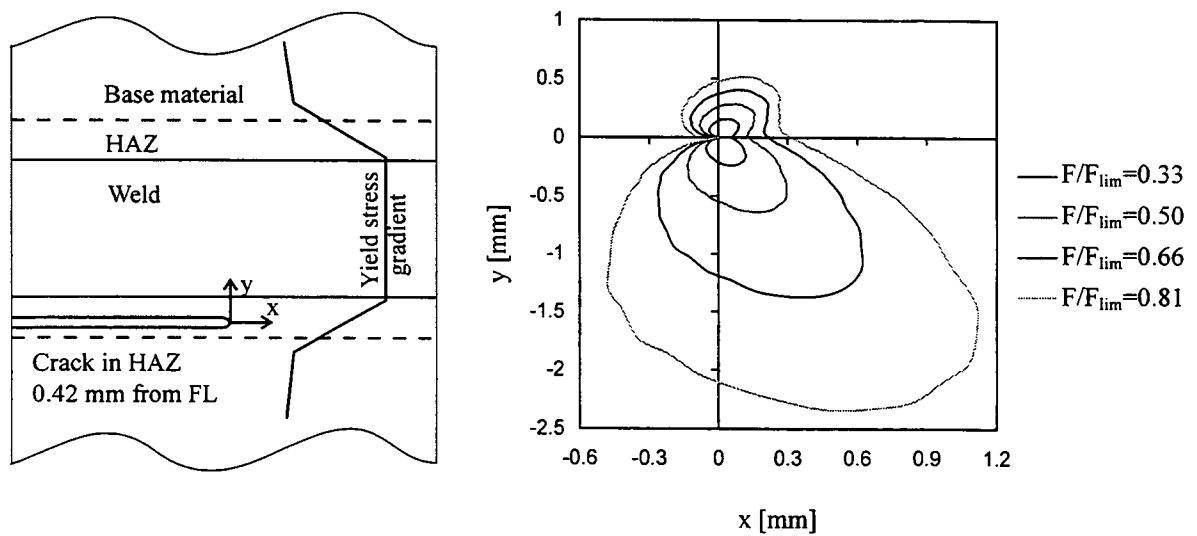 Base material
HAZ
Weld
Yield stress
gradient
y
x
Crack in HAZ
0.42 mm from FL
1
0.5
0
-0.5
-1
-1.5
-2
-2.5
y [mm]
-0.6
-0.3
0
0.3
0.6
0.9
1.2
x [mm]
F/Flim=0.33
F/Flim=0.50
F/Flim=0.66
F/Flim=0.81